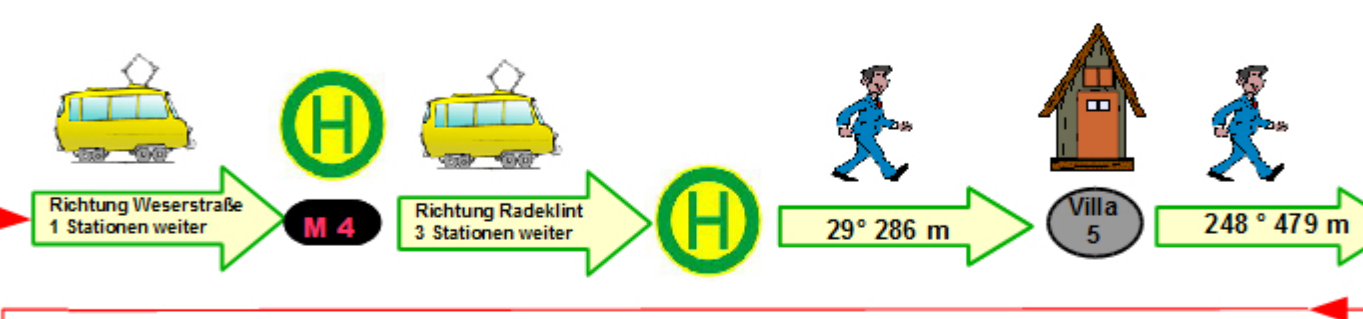 Richtung Weserstraße
1 Stationen weiter
H
M 4
Richtung Radeklint
3 Stationen weiter
H
29° 286 m
Villa
5
248 ° 479 m